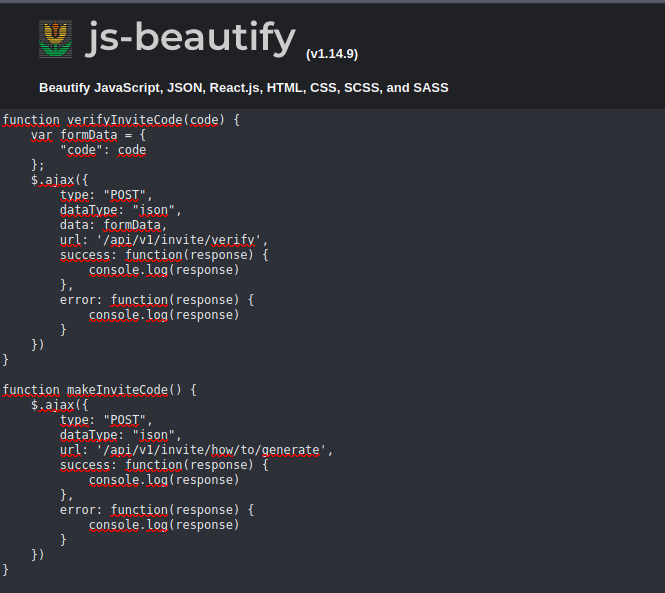 js-beautify (v1.14.9)
Beautify JavaScript, JSON, React.js, HTML, CSS, SCSS, and SASS
function verifyInviteCode(code) {
    var formData = {
        "code": code
    };
    $.ajax({
        type: "POST",
        dataType: "json",
        data: formData,
        url: '/api/v1/invite/verify',
        success: function(response) {
            console.log(response)
        },
        error: function(response) {
            console.log(response)
        }
    })
}

function makeInviteCode() {
    $.ajax({
        type: "POST",
        dataType: "json",
        url: '/api/v1/invite/how/to/generate',
        success: function(response) {
            console.log(response)
        },
        error: function(response) {
            console.log(response)
        }
    })
}